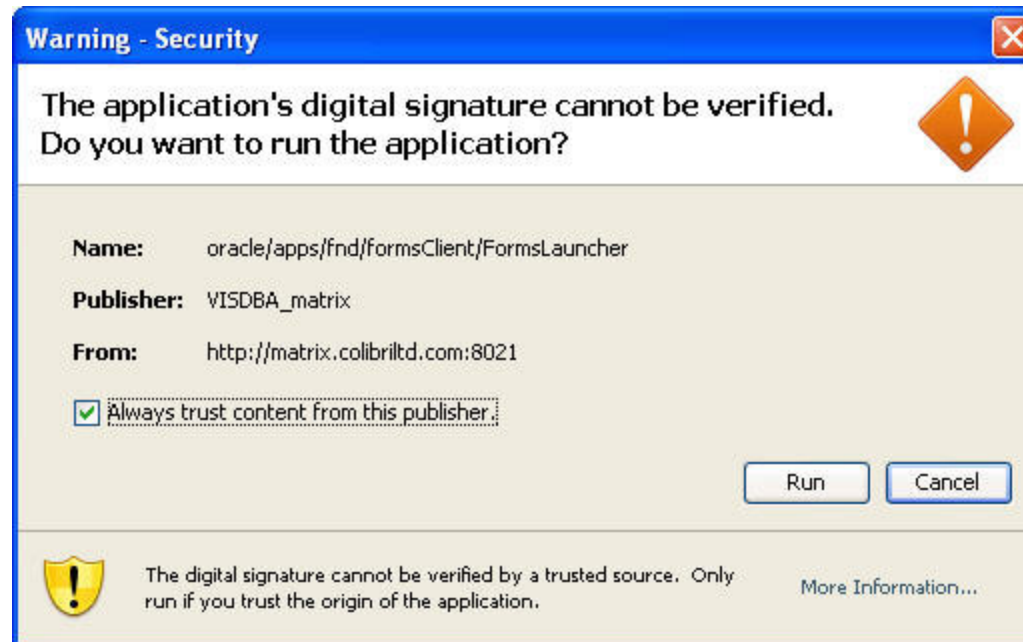 Warning - Security
The application's digital signature cannot be verified.
Do you want to run the application?
Name: oracle/apps/fnd/formsClient/FormsLauncher
Publisher: VISDBA_matrix
From: http://matrix.colibriltd.com:8021
Always trust content from this publisher.
Run Cancel
The digital signature cannot be verified by a trusted source. Only
run if you trust the origin of the application.
More Information...